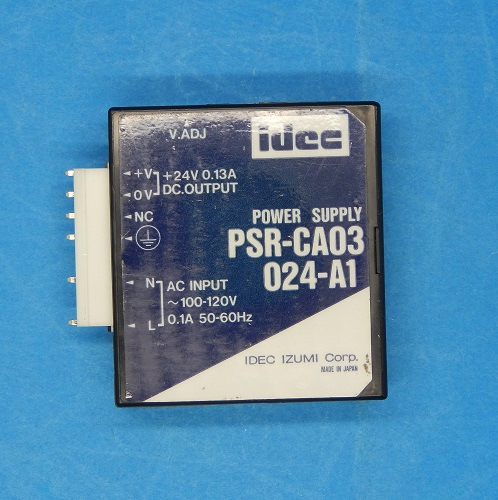 V.ADJ
idec
+V
+24V 0.13A
0V
DC.OUTPUT
NC
POWER SUPPLY
PSR-CA03
024-A1
N
AC INPUT
~100-120V
L
0.1A 50-60Hz
IDEC IZUMI Corp.
MADE IN JAPAN